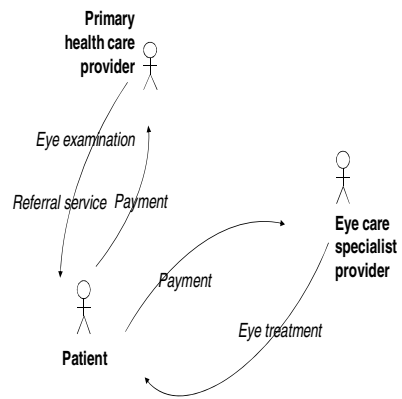 Primary
health care
provider
Eye examination
Referral service
Payment
Eye care
specialist
provider
Payment
Eye treatment
Patient